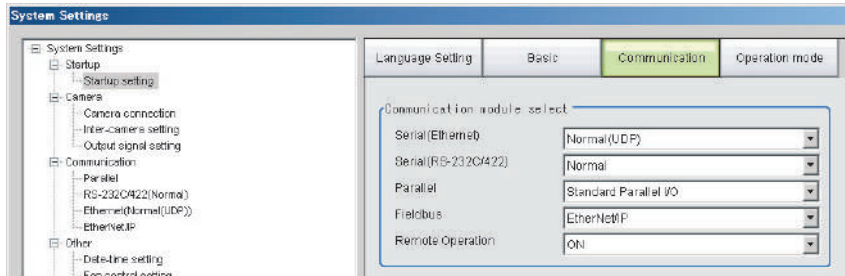 System Settings
System Settings
Startup
Startup setting
Camera
Camera connection
Inter-camera setting
Output signal setting
Communication
Parallel
RS-232C/422(Normal)
Ethernet(Normal(UDP))
EtherNet/IP
Other
Date-time setting
Fan control setting
Language Setting
Basic
Communication
Operation mode
Communication module select
Serial(Ethernet) Normal(UDP)
Serial(RS-232C/422) Normal
Parallel Standard Parallel I/O
Fieldbus EtherNet/IP
Remote Operation ON